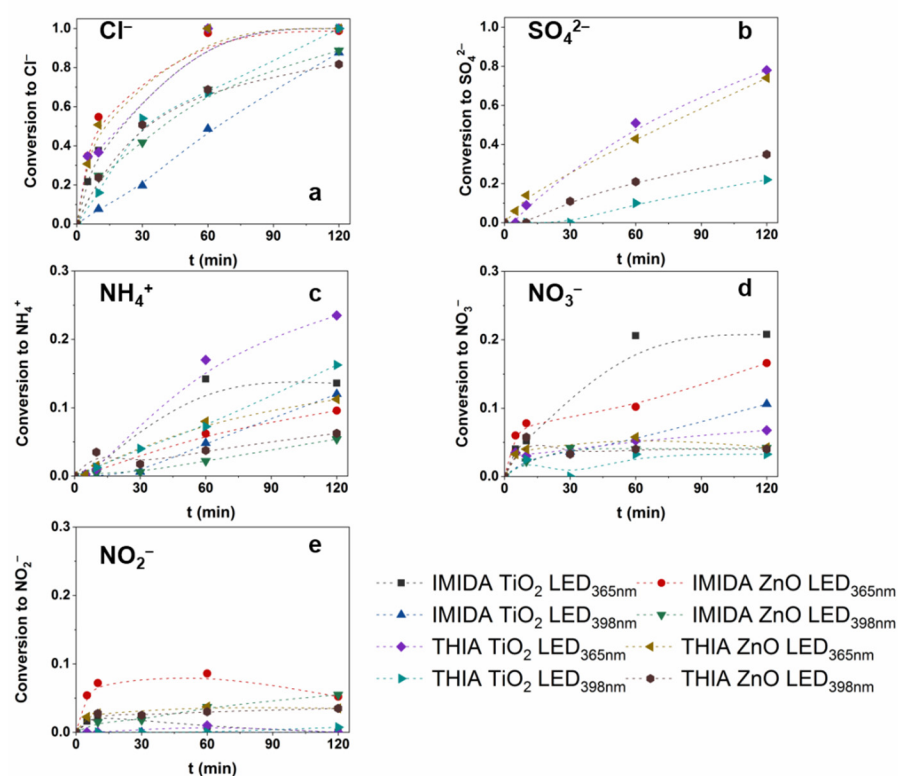 Cl⁻
a
Conversion to Cl⁻
1.0
0.8
0.6
0.4
0.2
0.0
0 30 60 90 120
t (min)
SO₄²⁻
b
Conversion to SO₄²⁻
1.0
0.8
0.6
0.4
0.2
0.0
0 30 60 90 120
t (min)
NH₄⁺
c
Conversion to NH₄⁺
0.3
0.2
0.1
0.0
0 30 60 90 120
t (min)
NO₃⁻
d
Conversion to NO₃⁻
0.3
0.2
0.1
0.0
0 30 60 90 120
t (min)
NO₂⁻
e
Conversion to NO₂⁻
0.3
0.2
0.1
0.0
0 30 60 90 120
t (min)
IMIDA TiO₂ LED₃₆₅ₙₘ IMIDA ZnO LED₃₆₅ₙₘ
IMIDA TiO₂ LED₃₉₈ₙₘ IMIDA ZnO LED₃₉₈ₙₘ
THIA TiO₂ LED₃₆₅ₙₘ THIA ZnO LED₃₆₅ₙₘ
THIA TiO₂ LED₃₉₈ₙₘ THIA ZnO LED₃₉₈ₙₘ